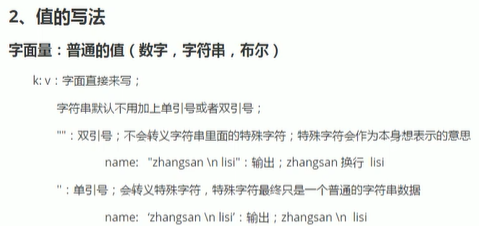 2、值的写法
字面量：普通的值（数字，字符串，布尔）
k: v：字面直接来写；
字符串默认不用加上单引号或者双引号；
""：双引号；不会转义字符串里面的特殊字符；特殊字符会作为本身想表示的意思
name: "zhangsan \n lisi"：输出；zhangsan 换行 lisi
''：单引号；会转义特殊字符，特殊字符最终只是一个普通的字符串数据
name: ‘zhangsan \n lisi’：输出；zhangsan \n lisi